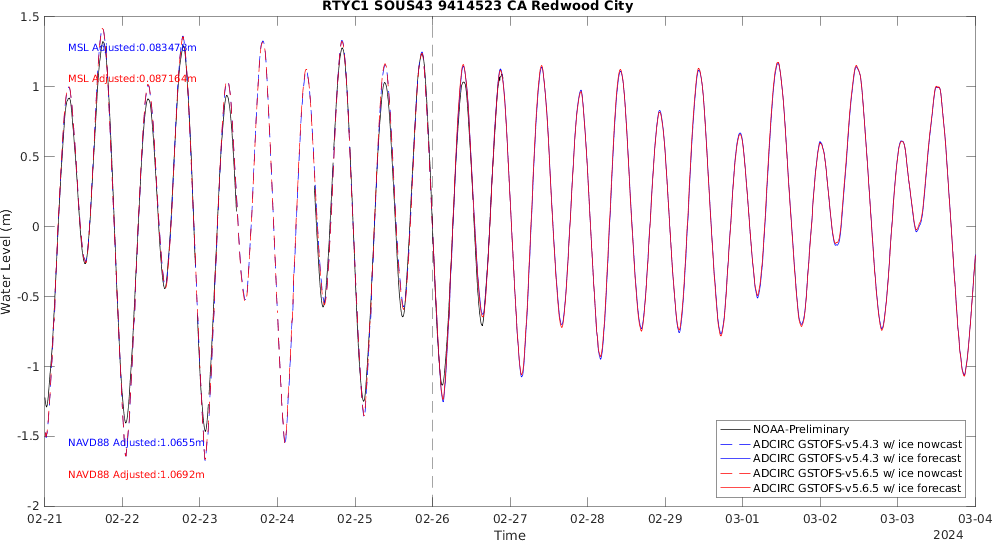 RTYC1 SOUS43 9414523 CA Redwood City
1.5
1
0.5
0
-0.5
-1
-1.5
-2
Water Level (m)
MSL Adjusted:0.083478m
MSL Adjusted:0.087164m
NAVD88 Adjusted:1.0655m
NAVD88 Adjusted:1.0692m
NOAA-Preliminary
ADCIRC GSTOFS-v5.4.3 w/ ice nowcast
ADCIRC GSTOFS-v5.4.3 w/ ice forecast
ADCIRC GSTOFS-v5.6.5 w/ ice nowcast
ADCIRC GSTOFS-v5.6.5 w/ ice forecast
02-21 02-22 02-23 02-24 02-25 02-26 02-27 02-28 02-29 03-01 03-02 03-03 03-04
Time
2024